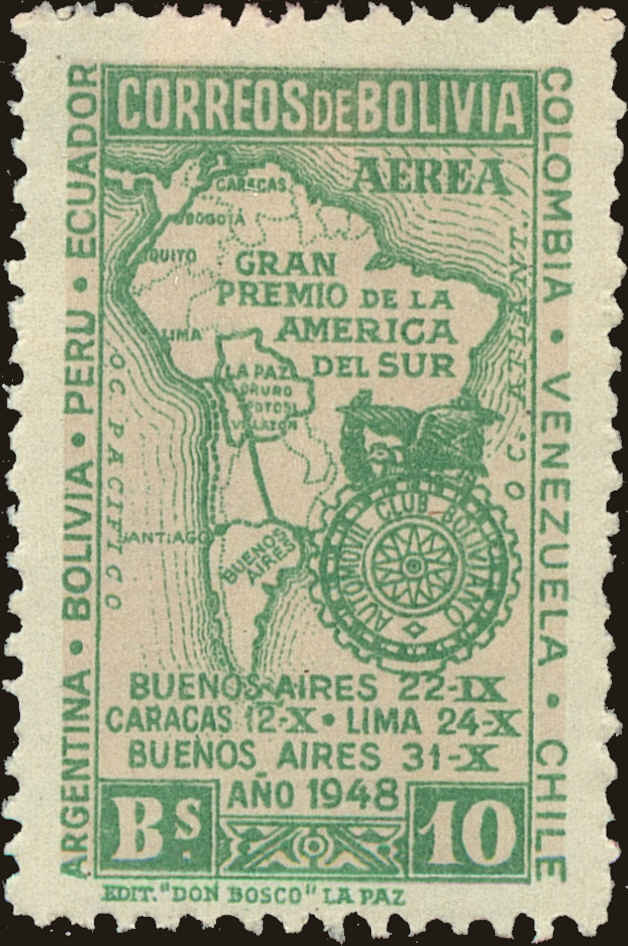 CORREOS DE BOLIVIA
AEREA
ARGENTINA • BOLIVIA • PERU • ECUADOR
COLOMBIA • VENEZUELA • CHILE
CARACAS
BOGOTÁ
QUITO
GRAN
PREMIO DE LA
AMERICA
DEL SUR
LIMA
LA PAZ
ORURO
POTOSI
VILLAZON
OC. PACIFICO
OC. ATLANT.
SANTIAGO
BUENOS
AIRES
AUTOMOVIL CLUB BOLIVIANO
BUENOS AIRES 22-IX
CARACAS 12-X • LIMA 24-X
BUENOS AIRES 31-X
AÑO 1948
BS. 10
EDIT. "DON BOSCO" LA PAZ